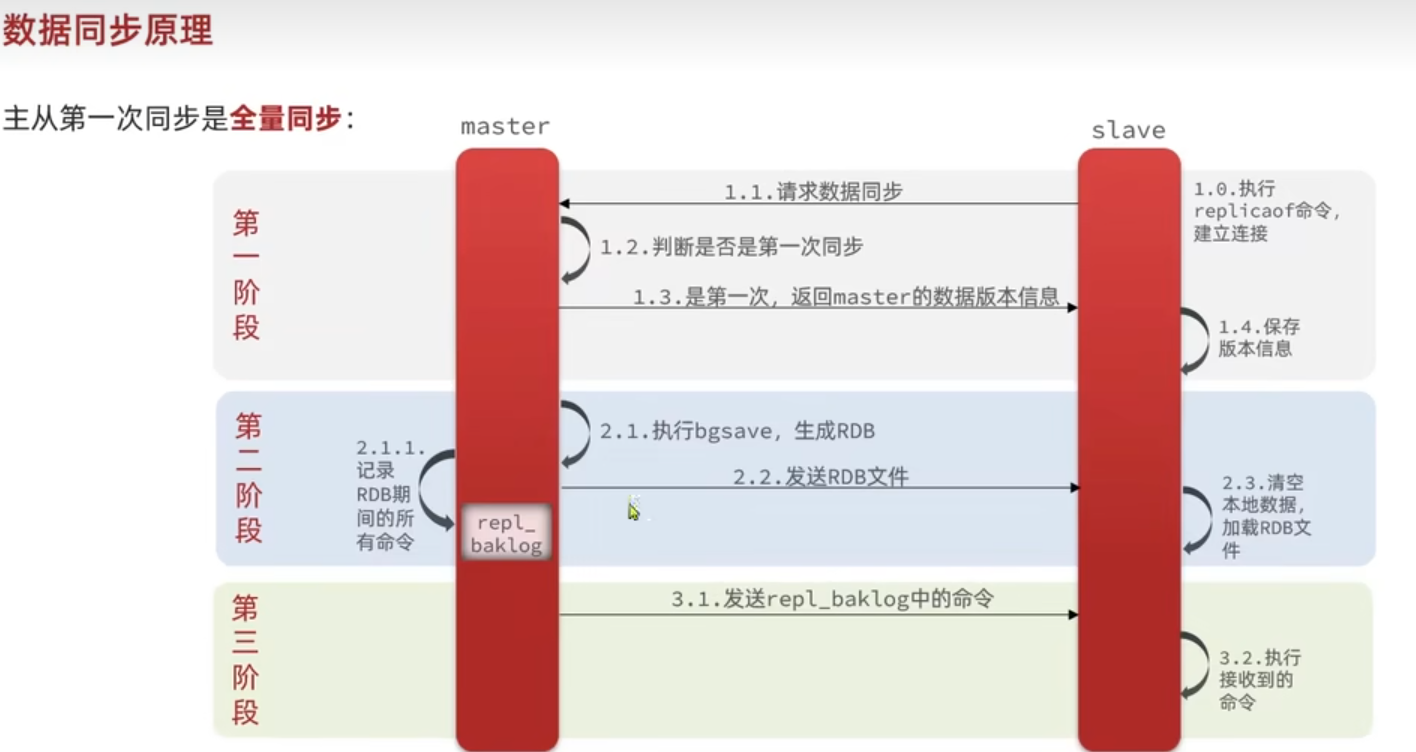 数据同步原理
主从第一次同步是全量同步：
master
slave
第一阶段
1.0.执行
replicaof命令，
建立连接
1.1.请求数据同步
1.2.判断是否是第一次同步
1.3.是第一次，返回master的数据版本信息
1.4.保存
版本信息
第二阶段
2.1.执行bgsave，生成RDB
2.1.1.
记录
RDB期
间的所
有命令
repl_
baklog
2.2.发送RDB文件
2.3.清空
本地数据，
加载RDB文
件
第三阶段
3.1.发送repl_baklog中的命令
3.2.执行
接收到的
命令